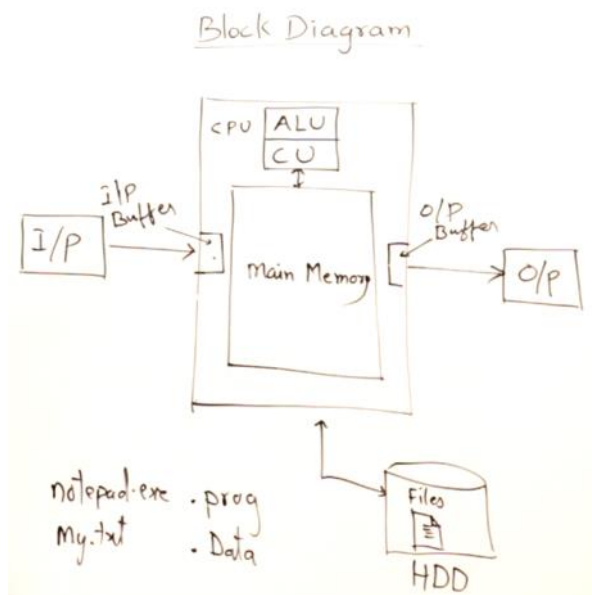 Block Diagram
CPU
ALU
CU
I/P
Buffer
I/P
Main Memory
O/P
Buffer
O/P
notepad.exe . prog
My.txt . Data
Files
HDD